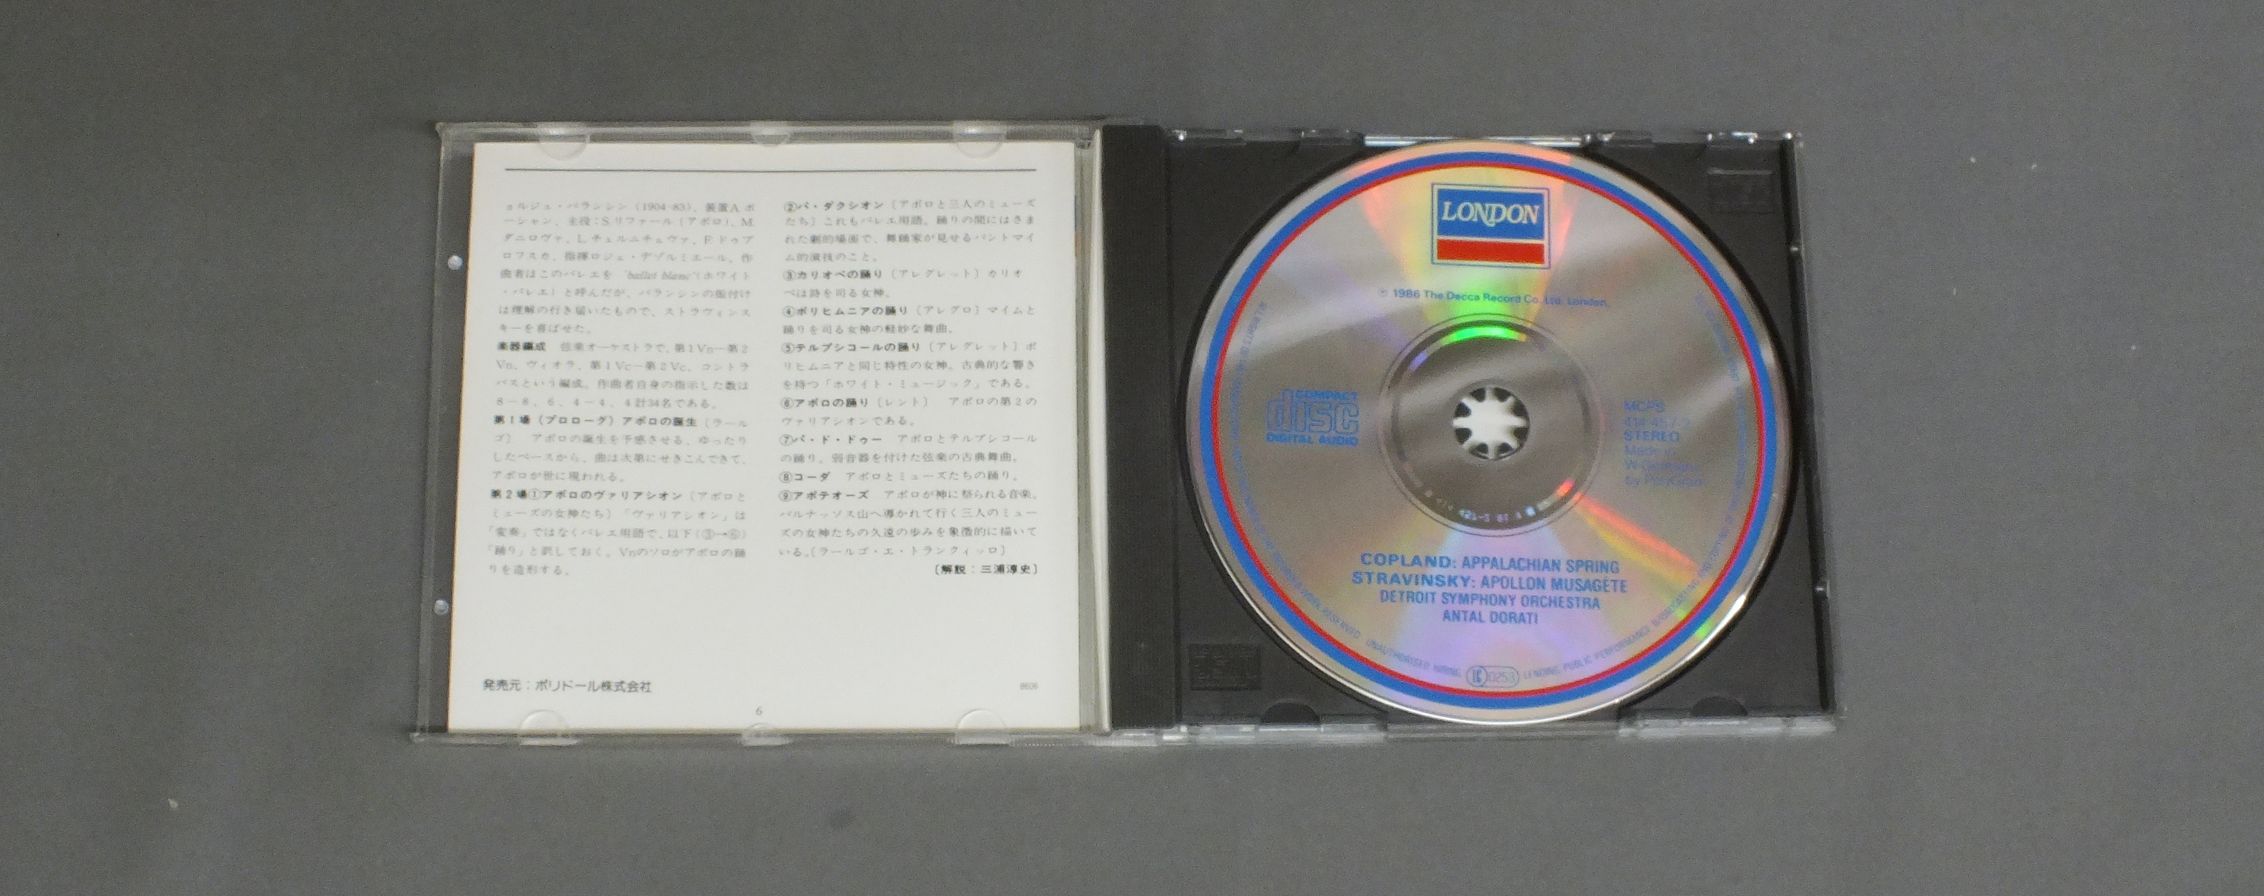 ョルジュ・バランシン（1904-83）、装置A.ボ
ーシャン、主役：S.リファール（アポロ）、M.
ダニロヴァ、L.チェルニチェヴァ、F.ドゥブ
ロフスカ、指揮ロジェ・デゾルミエール。作
曲者はこのバレエを “ballet blanc”（ホワイト
・バレエ）と呼んだが、バランシンの振付け
は理解の行き届いたもので、ストラヴィンス
キーを喜ばせた。
楽器編成　弦楽オーケストラで、第1Vn—第2
Vn、ヴィオラ、第1Vc—第2Vc、コントラ
バスという編成。作曲者自身の指示した数は
8－8、6、4－4、4計34名である。
第1場（プロローグ）アポロの誕生〔ラール
ゴ〕　アポロの誕生を予感させる、ゆったり
したペースから、曲は次第にせきこんできて、
アポロが世に現われる。
第2場①アポロのヴァリアシオン〔アポロと
ミューズの女神たち〕「ヴァリアシオン」は
「変奏」ではなくバレエ用語で、以下（③→⑥）
「踊り」と訳しておく。Vnのソロがアポロの踊
りを造形する。
②パ・ダクシオン〔アポロと三人のミューズ
たち〕これもバレエ用語。踊りの間にはさま
れた劇的場面で、舞踊家が見せるパントマイ
ム的演技のこと。
③カリオペの踊り〔アレグレット〕カリオ
ペは詩を司る女神。
④ポリヒムニアの踊り〔アレグロ〕マイムと
踊りを司る女神の軽妙な舞曲。
⑤テルプシコールの踊り〔アレグレット〕ポ
リヒムニアと同じ特性の女神。古典的な響き
を持つ「ホワイト・ミュージック」である。
⑥アポロの踊り〔レント〕　アポロの第2の
ヴァリアシオンである。
⑦パ・ド・ドゥー　アポロとテルプシコール
の踊り。弱音器を付けた弦楽の古典舞曲。
⑧コーダ　アポロとミューズたちの踊り。
⑨アポテオーズ　アポロが神に祭られる音楽。
パルナッソス山へ導かれて行く三人のミュー
ズの女神たちの久遠の歩みを象徴的に描いて
いる。〔ラールゴ・エ・トランクィッロ〕
〔解説：三浦淳史〕
発売元：ポリドール株式会社
8606
6
LONDON
℗ 1986 The Decca Record Co. Ltd. London.
COMPACT
disc
DIGITAL AUDIO
MCPS
414 457-2
STEREO
Made in
W.Germany
by PolyGram
COPLAND: APPALACHIAN SPRING
STRAVINSKY: APOLLON MUSAGÈTE
DETROIT SYMPHONY ORCHESTRA
ANTAL DORATI
WORK RESERVED UNAUTHORISED HIRING LENDING PUBLIC PERFORMANCE BROADCASTING AND
LC 0253